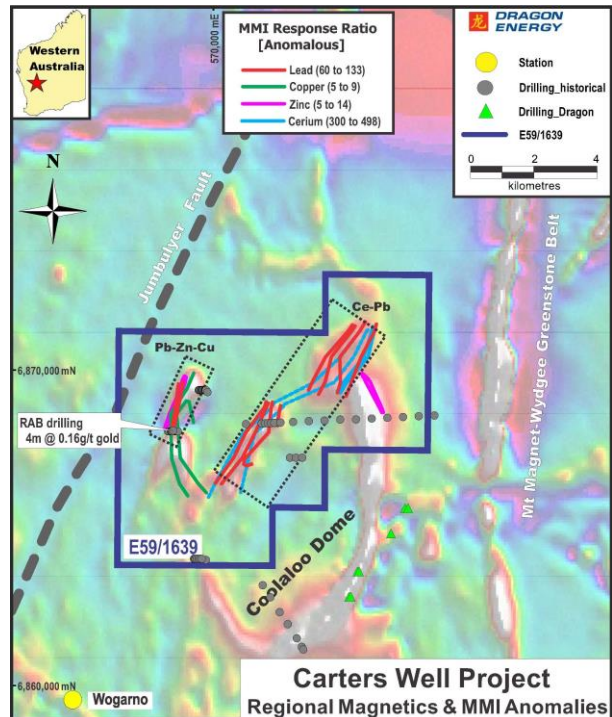 Western
Australia
570,000 mE
MMI Response Ratio
[Anomalous]
Lead (60 to 133)
Copper (5 to 9)
Zinc (5 to 14)
Cerium (300 to 498)
龙
DRAGON
ENERGY
Station
Drilling_historical
Drilling_Dragon
E59/1639
0 2 4
kilometres
N
Jumbulyer Fault
Mt Magnet-Wydgee Greenstone Belt
Ce-Pb
Pb-Zn-Cu
6,870,000 mN
RAB drilling
4m @ 0.16g/t gold
E59/1639
Coolaloo Dome
6,860,000 mN
Wogarno
Carters Well Project
Regional Magnetics & MMI Anomalies